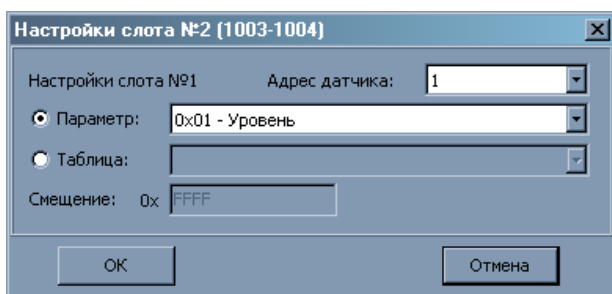 Настройки слота №2 (1003-1004)
Настройки слота №1 Адрес датчика: 1
Параметр: 0x01 - Уровень
Таблица:
Смещение: 0x FFFF
ОК Отмена